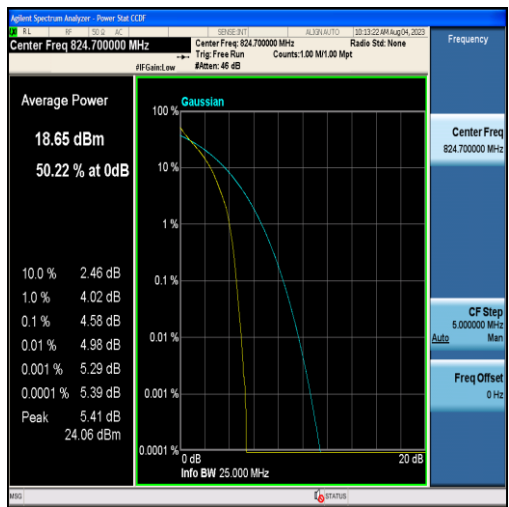 Agilent Spectrum Analyzer - Power Stat CCDF
RL RF 50 Ω AC SENSE:INT ALIGN AUTO 10:13:22 AM Aug 04, 2023
Center Freq 824.700000 MHz
Center Freq: 824.700000 MHz Radio Std: None
Trig: Free Run Counts:1.00 M/1.00 Mpt
#IFGain:Low #Atten: 46 dB
Frequency
Average Power
18.65 dBm
50.22 % at 0dB
10.0 % 2.46 dB
1.0 % 4.02 dB
0.1 % 4.58 dB
0.01 % 4.98 dB
0.001 % 5.29 dB
0.0001 % 5.39 dB
Peak 5.41 dB
24.06 dBm
Gaussian
100 %
10 %
1 %
0.1 %
0.01 %
0.001 %
0.0001 %
0 dB 20 dB
Info BW 25.000 MHz
Center Freq
824.700000 MHz
CF Step
5.000000 MHz
Auto Man
Freq Offset
0 Hz
MSG STATUS